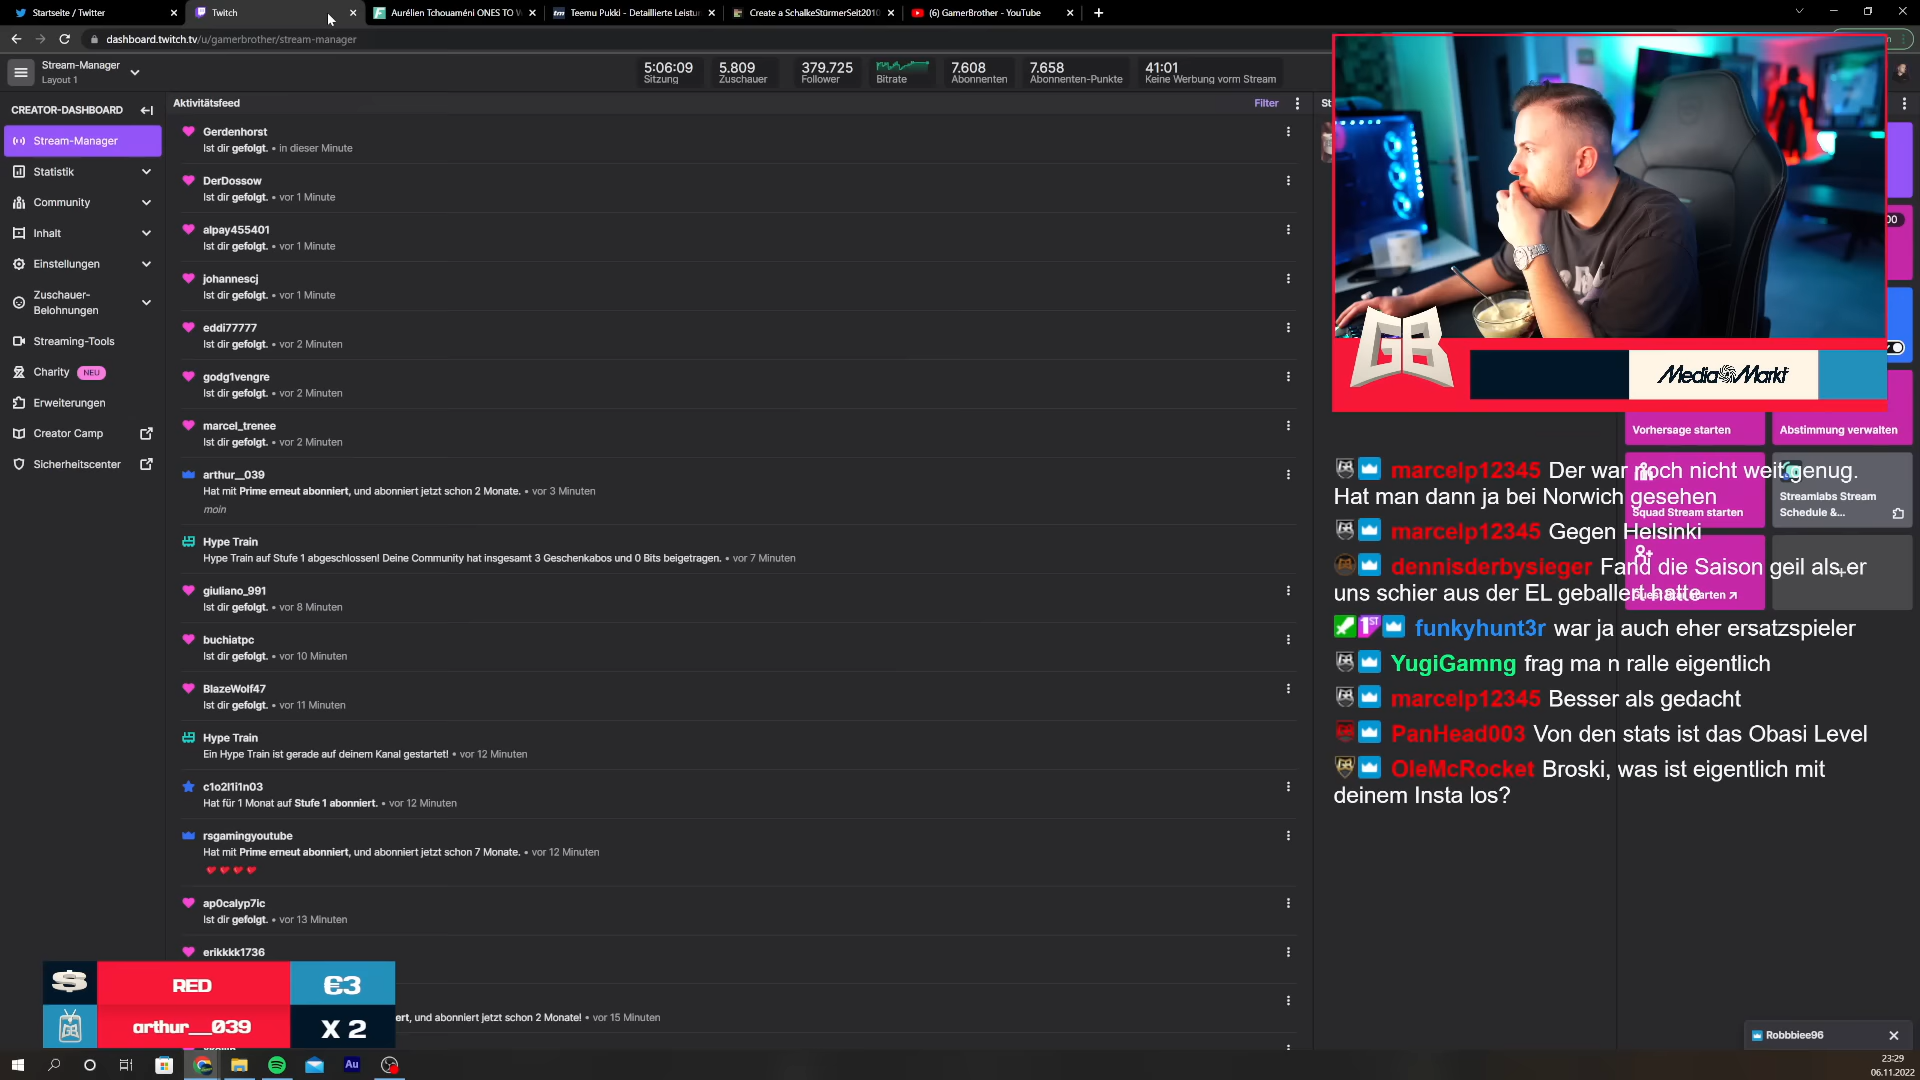 Startseite / Twitter
Twitch
Aurélien Tchouaméni ONES TO W
Teemu Pukki - Detaillierte Leistun
Create a SchalkeStürmerSeit2010
(6) GamerBrother - YouTube
dashboard.twitch.tv/u/gamerbrother/stream-manager
Stream-Manager
Layout 1
5:06:09
Sitzung
5.809
Zuschauer
379.725
Follower
Bitrate
7.608
Abonnenten
7.658
Abonnenten-Punkte
41:01
Keine Werbung vorm Stream
CREATOR-DASHBOARD
Stream-Manager
Statistik
Community
Inhalt
Einstellungen
Zuschauer-
Belohnungen
Streaming-Tools
Charity NEU
Erweiterungen
Creator Camp
Sicherheitscenter
Aktivitätsfeed
Filter
St
Gerdenhorst
Ist dir gefolgt. • in dieser Minute
DerDossow
Ist dir gefolgt. • vor 1 Minute
alpay455401
Ist dir gefolgt. • vor 1 Minute
johannescj
Ist dir gefolgt. • vor 1 Minute
eddi77777
Ist dir gefolgt. • vor 2 Minuten
godg1vengre
Ist dir gefolgt. • vor 2 Minuten
marcel_trenee
Ist dir gefolgt. • vor 2 Minuten
arthur__039
Hat mit Prime erneut abonniert, und abonniert jetzt schon 2 Monate. • vor 3 Minuten
moin
Hype Train
Hype Train auf Stufe 1 abgeschlossen! Deine Community hat insgesamt 3 Geschenkabos und 0 Bits beigetragen. • vor 7 Minuten
giuliano_991
Ist dir gefolgt. • vor 8 Minuten
buchiatpc
Ist dir gefolgt. • vor 10 Minuten
BlazeWolf47
Ist dir gefolgt. • vor 11 Minuten
Hype Train
Ein Hype Train ist gerade auf deinem Kanal gestartet! • vor 12 Minuten
c1o2l1i1n03
Hat für 1 Monat auf Stufe 1 abonniert. • vor 12 Minuten
rsgamingyoutube
Hat mit Prime erneut abonniert, und abonniert jetzt schon 7 Monate. • vor 12 Minuten
ap0calyp7ic
Ist dir gefolgt. • vor 13 Minuten
erikkkk1736
ert, und abonniert jetzt schon 2 Monate! • vor 15 Minuten
RED €3
arthur__039 X 2
GB
MediaMarkt
Vorhersage starten
Abstimmung verwalten
Squad Stream starten
Streamlabs Stream
Schedule &...
marcelp12345 Der war noch nicht weit genug.
Hat man dann ja bei Norwich gesehen
marcelp12345 Gegen Helsinki
dennisderbysieger Fand die Saison geil als er
uns schier aus der EL geballert hatte
funkyhunt3r war ja auch eher ersatzspieler
YugiGamng frag ma n ralle eigentlich
marcelp12345 Besser als gedacht
PanHead003 Von den stats ist das Obasi Level
OleMcRocket Broski, was ist eigentlich mit
deinem Insta los?
Robbbiee96
Au
23:29
06.11.2022